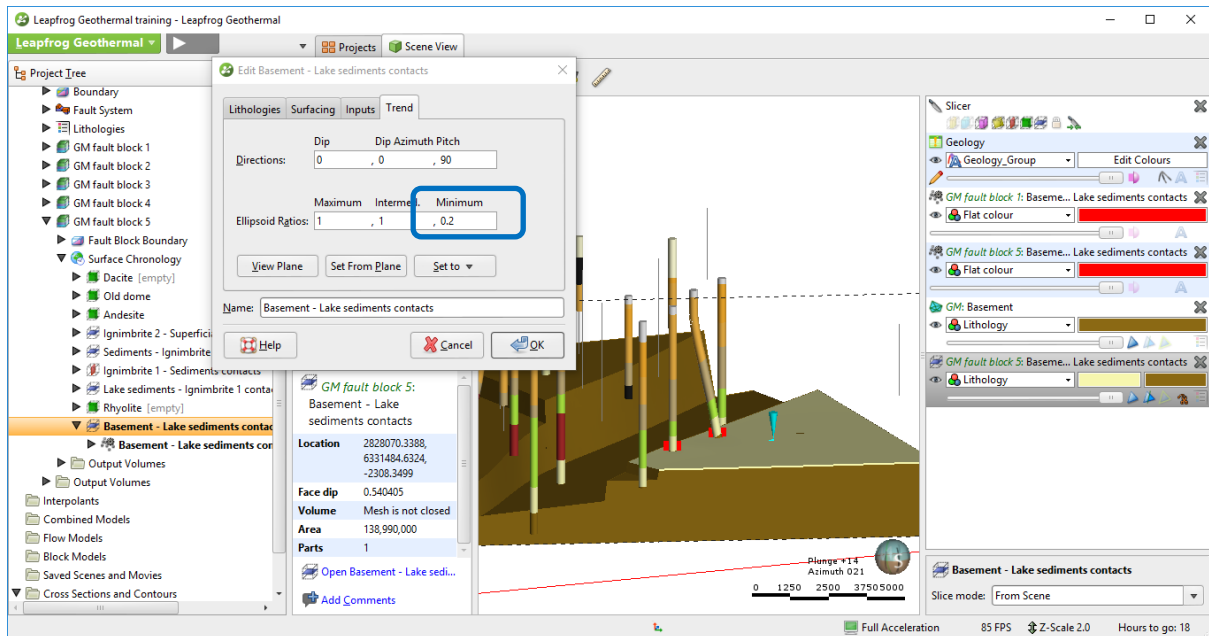 Leapfrog Geothermal training - Leapfrog Geothermal
Leapfrog Geothermal
Projects
Scene View
Project Tree
Boundary
Fault System
Lithologies
GM fault block 1
GM fault block 2
GM fault block 3
GM fault block 4
GM fault block 5
Fault Block Boundary
Surface Chronology
Dacite [empty]
Old dome
Andesite
Ignimbrite 2 - Superfici
Sediments - Ignimbrite
Ignimbrite 1 - Sediments contacts
Lake sediments - Ignimbrite 1 conta
Rhyolite [empty]
Basement - Lake sediments contac
Basement - Lake sediments con
Output Volumes
Output Volumes
Interpolants
Combined Models
Flow Models
Block Models
Saved Scenes and Movies
Cross Sections and Contours
Edit Basement - Lake sediments contacts
Lithologies Surfacing Inputs Trend
Dip Dip Azimuth Pitch
Directions: 0 , 0 , 90
Maximum Intermed. Minimum
Ellipsoid Ratios: 1 , 1 , 0.2
View Plane Set From Plane Set to
Name: Basement - Lake sediments contacts
Help Cancel OK
GM fault block 5:
Basement - Lake
sediments contacts
Location 2828070.3388,
6331484.6324,
-2308.3499
Face dip 0.540405
Volume Mesh is not closed
Area 138,990,000
Parts 1
Open Basement - Lake sedi...
Add Comments
Plunge +14
Azimuth 021
S
0 1250 2500 3750 5000
Slicer
Geology
Geology_Group Edit Colours
GM fault block 1: Baseme... Lake sediments contacts
Flat colour
GM fault block 5: Baseme... Lake sediments contacts
Flat colour
GM: Basement
Lithology
GM fault block 5: Baseme... Lake sediments contacts
Lithology
Basement - Lake sediments contacts
Slice mode: From Scene
Full Acceleration 85 FPS Z-Scale 2.0 Hours to go: 18